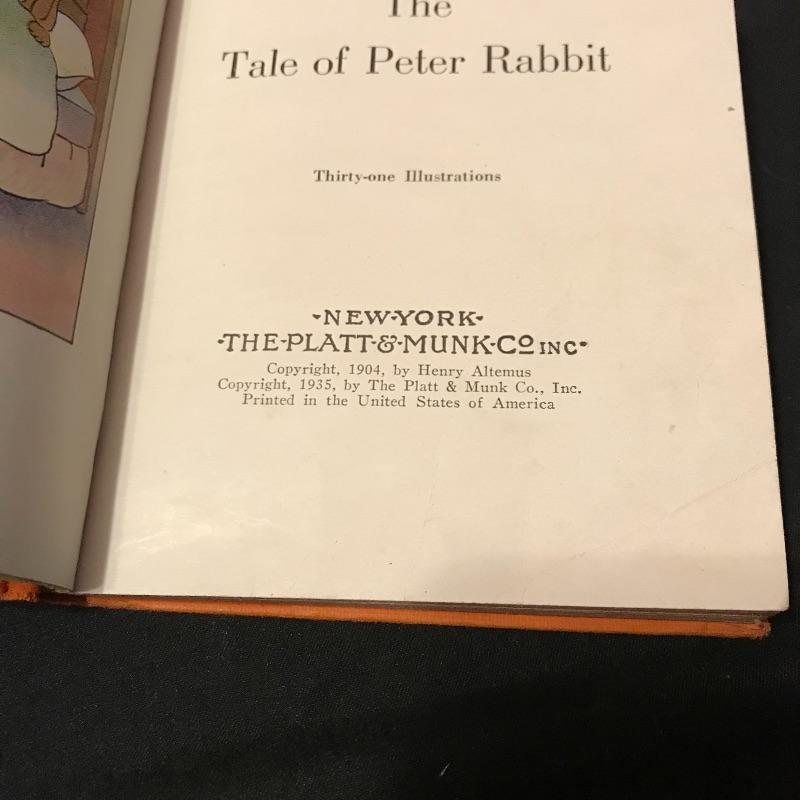 The
Tale of Peter Rabbit
Thirty-one Illustrations
·NEW·YORK·
·THE·PLATT·&·MUNK·CO INC·
Copyright, 1904, by Henry Altemus
Copyright, 1935, by The Platt & Munk Co., Inc.
Printed in the United States of America